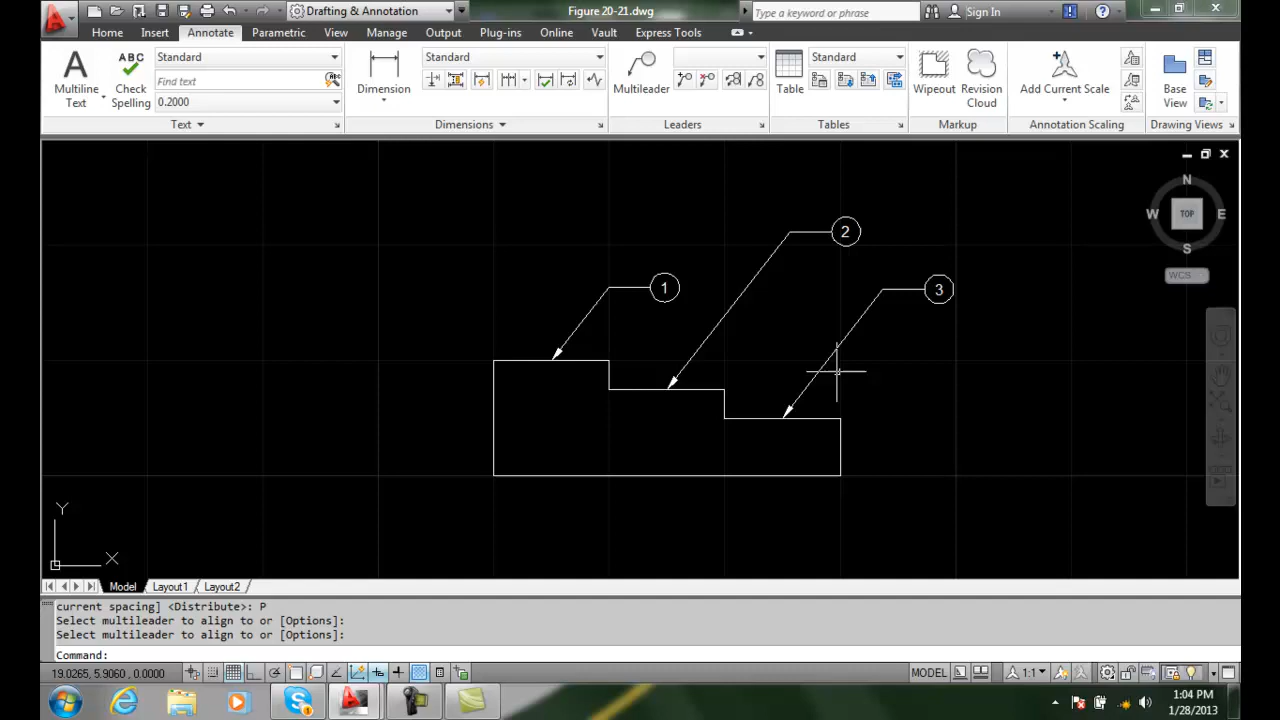 Drafting & Annotation
Figure 20-21.dwg
Type a keyword or phrase
Sign In
Home Insert Annotate Parametric View Manage Output Plug-ins Online Vault Express Tools
Multiline Text
ABC
Check Spelling
Standard
Find text
0.2000
Dimension
Standard
Multileader
Table
Standard
Wipeout
Revision Cloud
Add Current Scale
Base View
Text Dimensions Leaders Tables Markup Annotation Scaling Drawing Views
N
W TOP E
S
WCS
2
1
3
Y
X
Model Layout1 Layout2
current spacing] <Distribute>: P
Select multileader to align to or [Options]:
Select multileader to align to or [Options]:
Command:
19.0265, 5.9060, 0.0000
MODEL
1:1
1:04 PM
1/28/2013